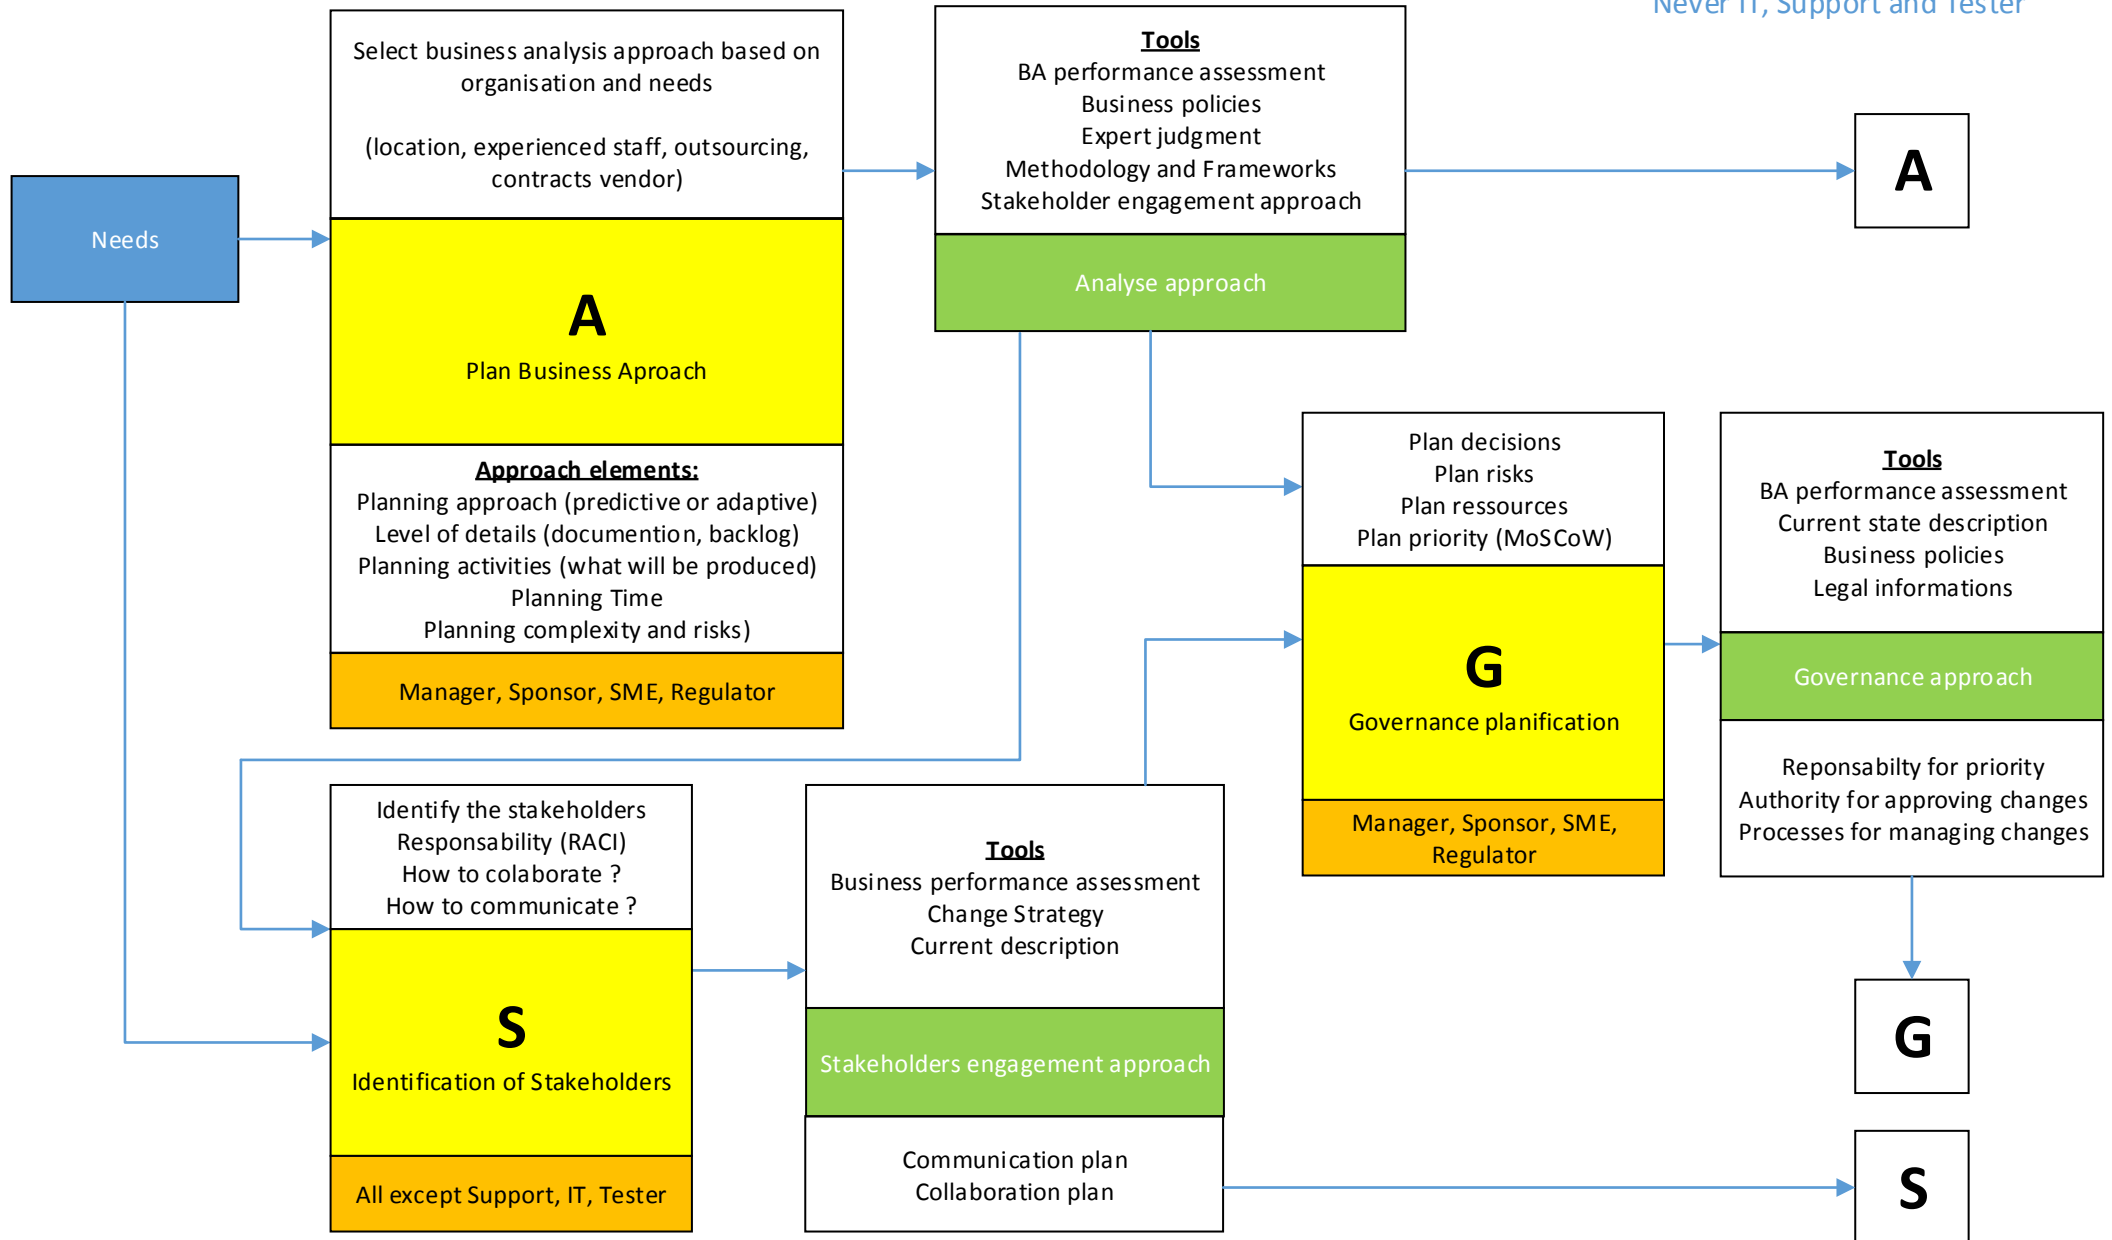 Never IT, Support and Tester
Needs
Select business analysis approach based on
organisation and needs
(location, experienced staff, outsourcing,
contracts vendor)
A
Plan Business Aproach
Approach elements:
Planning approach (predictive or adaptive)
Level of details (documention, backlog)
Planning activities (what will be produced)
Planning Time
Planning complexity and risks)
Manager, Sponsor, SME, Regulator
Tools
BA performance assessment
Business policies
Expert judgment
Methodology and Frameworks
Stakeholder engagement approach
Analyse approach
A
Plan decisions
Plan risks
Plan ressources
Plan priority (MoSCoW)
G
Governance planification
Manager, Sponsor, SME,
Regulator
Tools
BA performance assessment
Current state description
Business policies
Legal informations
Governance approach
Reponsabilty for priority
Authority for approving changes
Processes for managing changes
G
Identify the stakeholders
Responsability (RACI)
How to colaborate ?
How to communicate ?
S
Identification of Stakeholders
All except Support, IT, Tester
Tools
Business performance assessment
Change Strategy
Current description
Stakeholders engagement approach
Communication plan
Collaboration plan
S